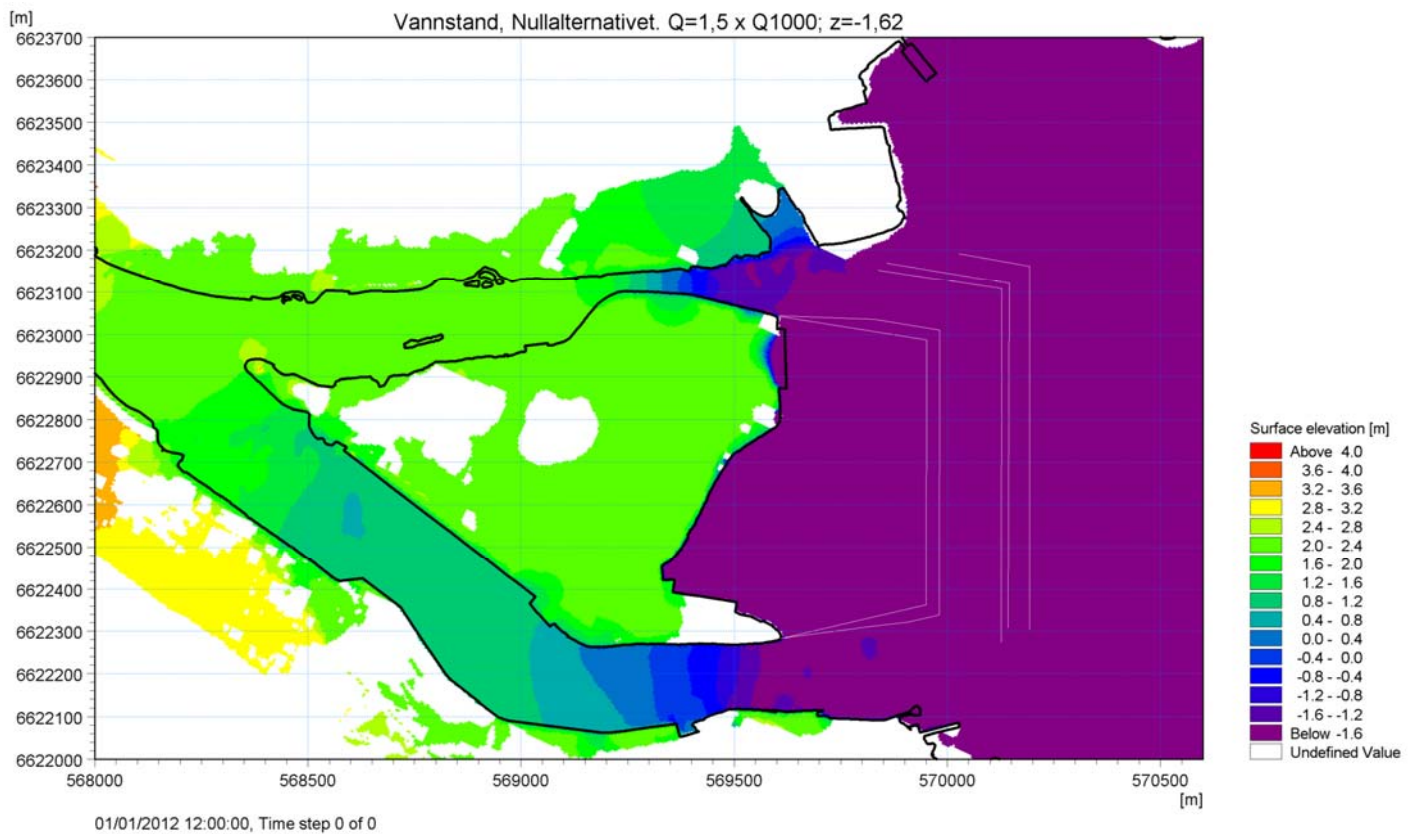 [m]
Vannstand, Nullalternativet. Q=1,5 x Q1000; z=-1,62
6623700
6623600
6623500
6623400
6623300
6623200
6623100
6623000
6622900
6622800
6622700
6622600
6622500
6622400
6622300
6622200
6622100
6622000
568000 568500 569000 569500 570000 570500
[m]
01/01/2012 12:00:00, Time step 0 of 0
Surface elevation [m]
Above 4.0
3.6 - 4.0
3.2 - 3.6
2.8 - 3.2
2.4 - 2.8
2.0 - 2.4
1.6 - 2.0
1.2 - 1.6
0.8 - 1.2
0.4 - 0.8
0.0 - 0.4
-0.4 - 0.0
-0.8 - -0.4
-1.2 - -0.8
-1.6 - -1.2
Below -1.6
Undefined Value